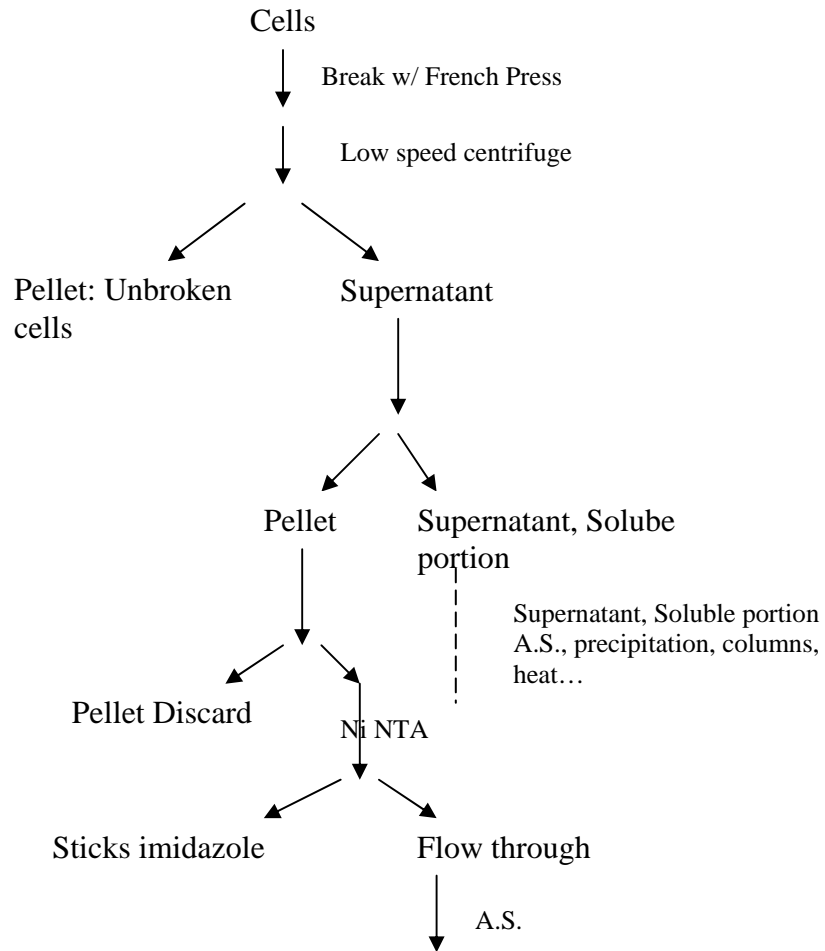 Cells
Break w/ French Press
Low speed centrifuge
Pellet: Unbroken
cells
Supernatant
Pellet
Supernatant, Solube
portion
Supernatant, Soluble portion
A.S., precipitation, columns,
heat…
Pellet Discard
Ni NTA
Sticks imidazole
Flow through
A.S.